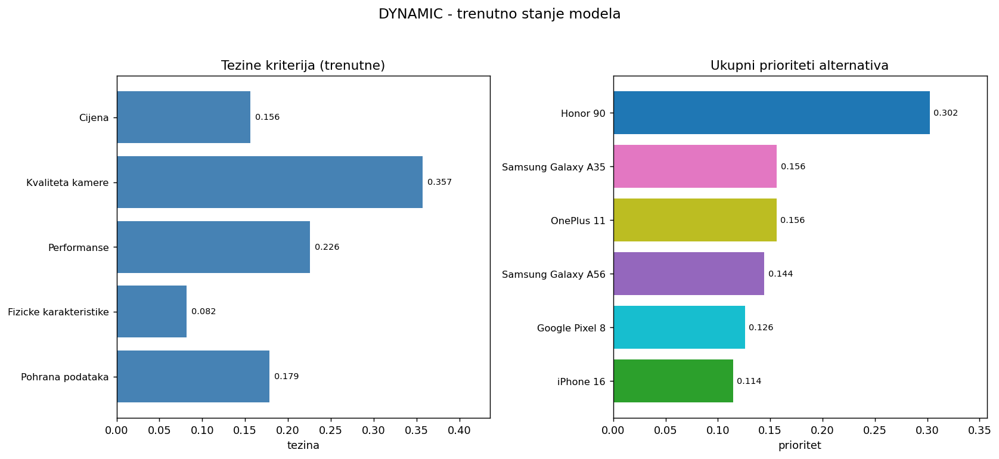 DYNAMIC - trenutno stanje modela
Tezine kriterija (trenutne)
Cijena
0.156
Kvaliteta kamere
0.357
Performanse
0.226
Fizicke karakteristike
0.082
Pohrana podataka
0.179
0.00 0.05 0.10 0.15 0.20 0.25 0.30 0.35 0.40
tezina
Ukupni prioriteti alternativa
Honor 90
0.302
Samsung Galaxy A35
0.156
OnePlus 11
0.156
Samsung Galaxy A56
0.144
Google Pixel 8
0.126
iPhone 16
0.114
0.00 0.05 0.10 0.15 0.20 0.25 0.30 0.35
prioritet